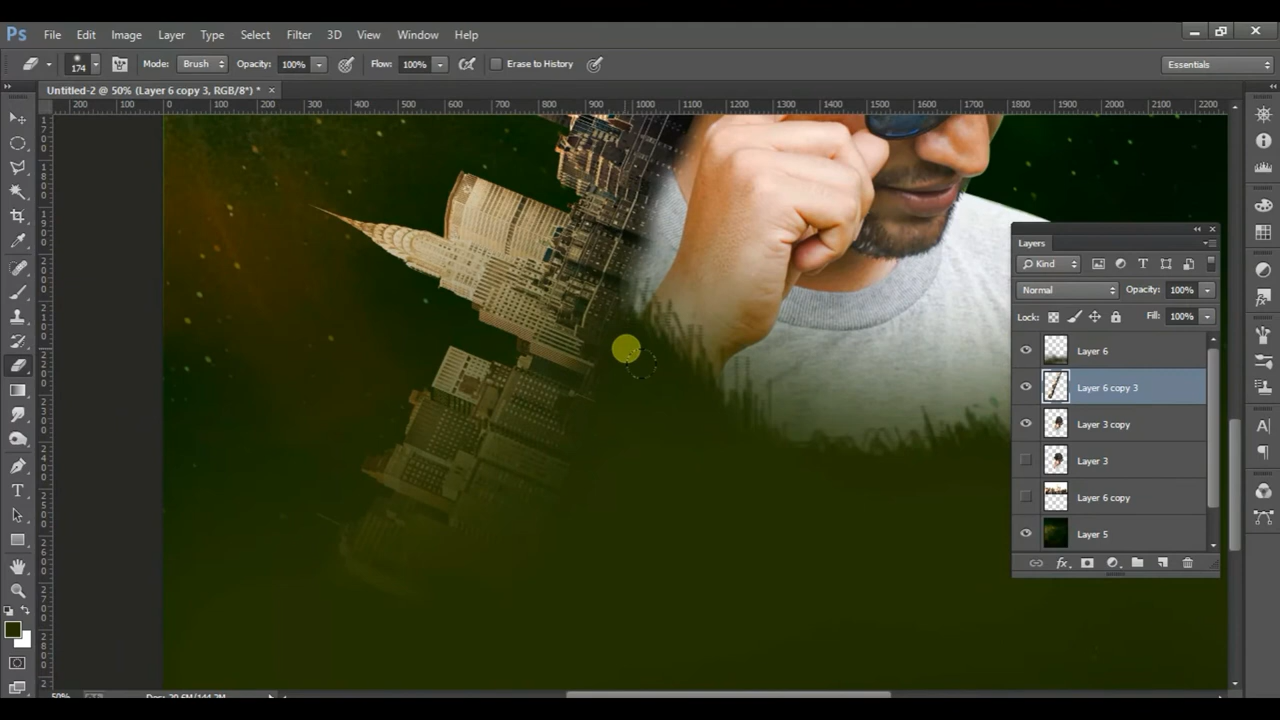 Ps File Edit Image Layer Type Select Filter 3D View Window Help
174 Mode: Brush Opacity: 100% Flow: 100% Erase to History Essentials
Untitled-2 @ 50% (Layer 6 copy 3, RGB/8*) * ×
200 100 0 100 200 300 400 500 600 700 800 900 1000 1100 1200 1300 1400 1500 1600 1700 1800 1900 2000 2100 2200
Layers
Kind
Normal Opacity: 100%
Lock: Fill: 100%
Layer 6
Layer 6 copy 3
Layer 3 copy
Layer 3
Layer 6 copy
Layer 5
fx
50%